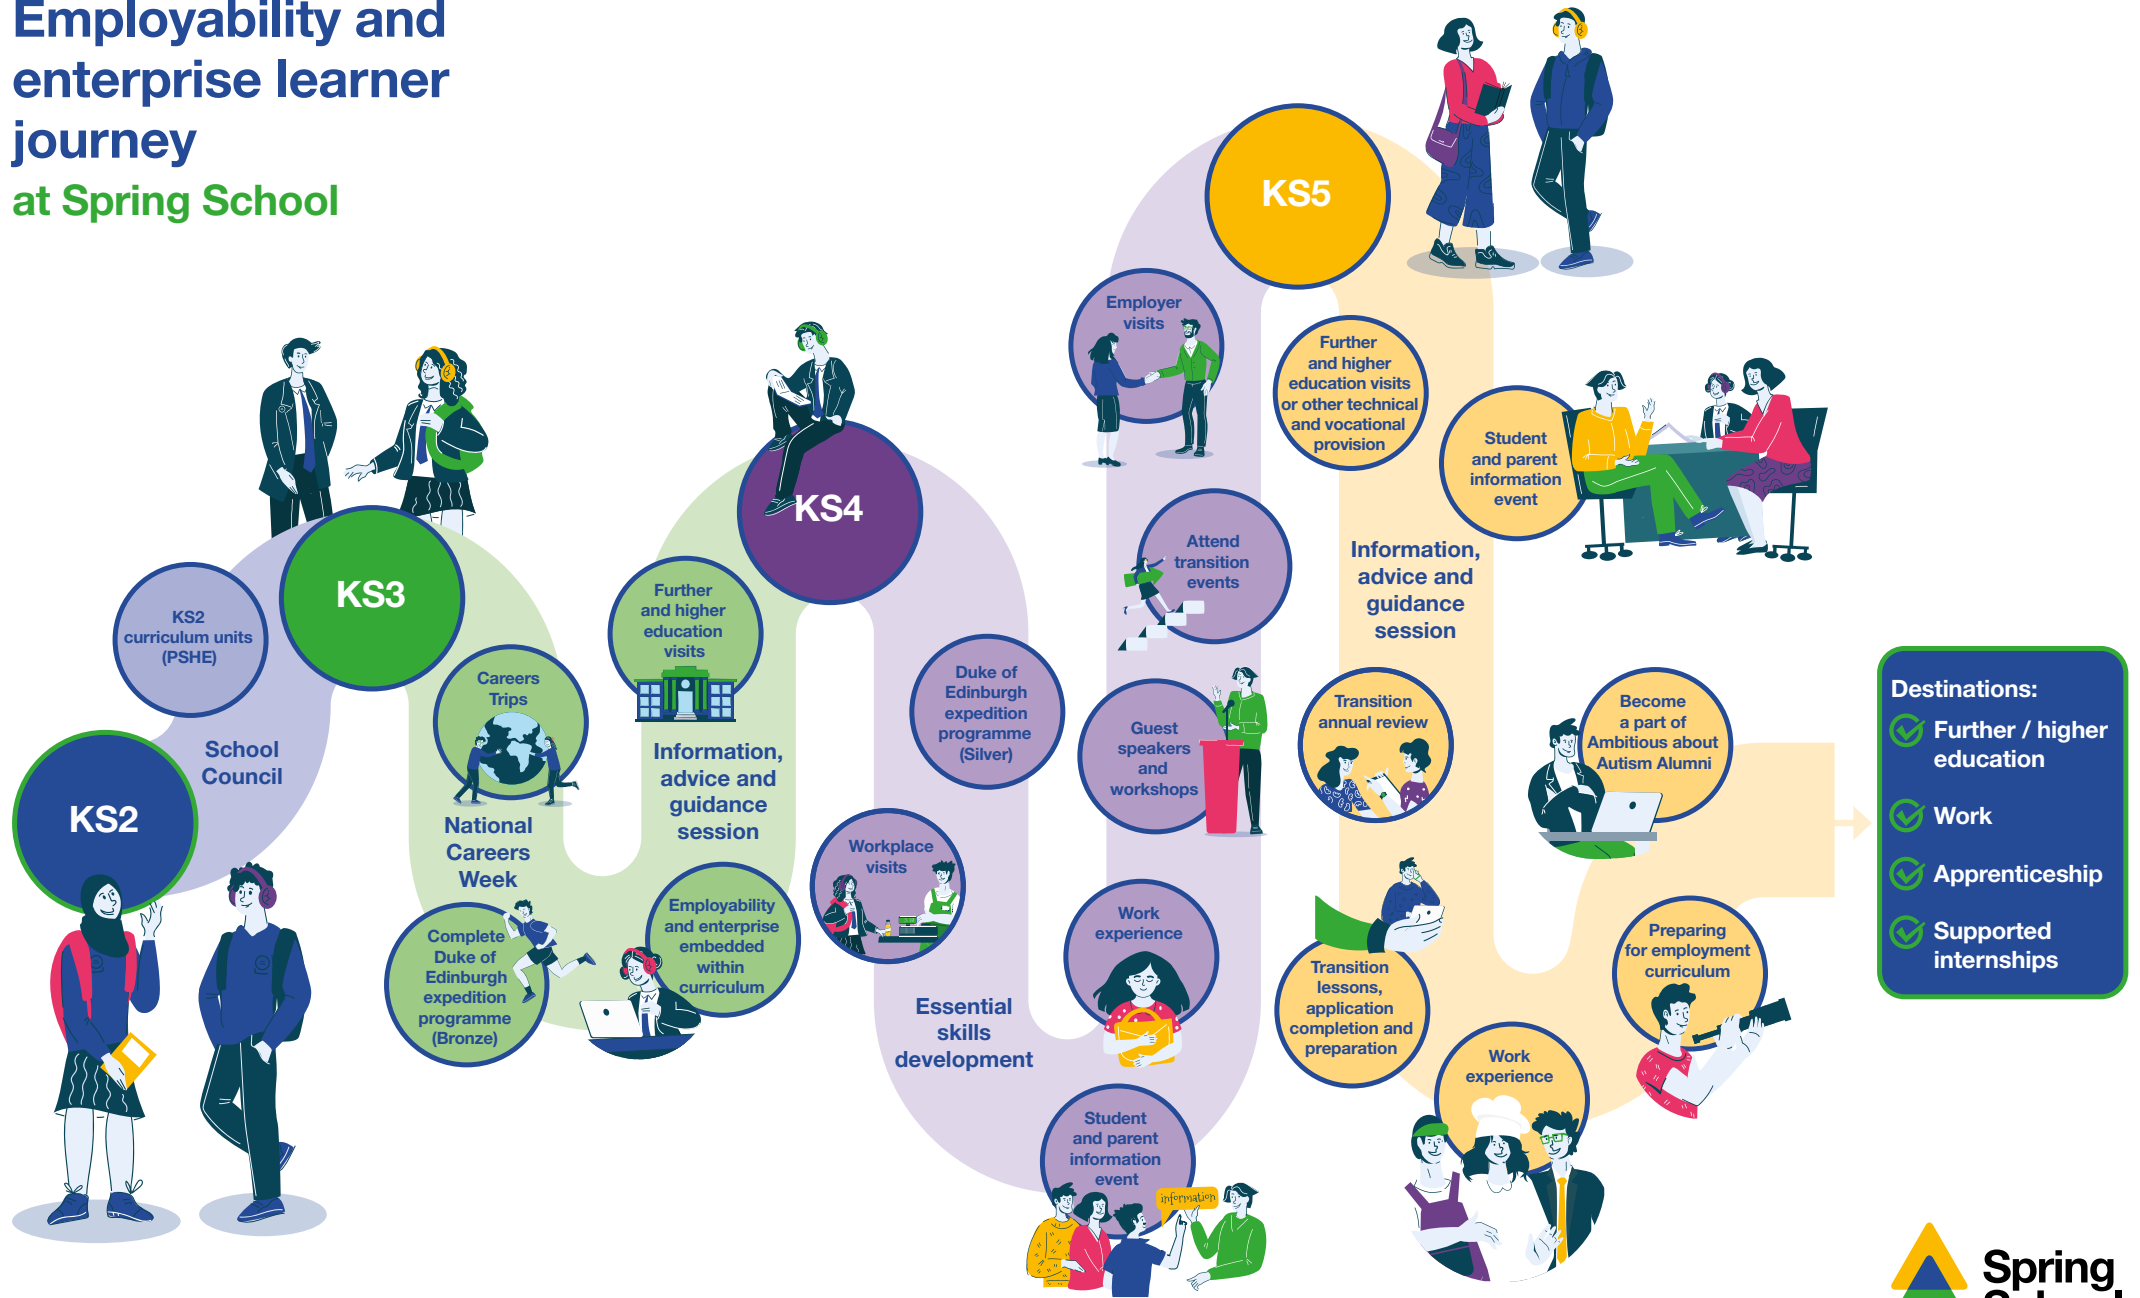 Employability and
enterprise learner
journey
at Spring School
KS2
School
Council
KS2
curriculum units
(PSHE)
KS3
Careers
Trips
National
Careers
Week
Complete
Duke of
Edinburgh
expedition
programme
(Bronze)
Employability
and enterprise
embedded
within
curriculum
Information,
advice and
guidance
session
Further
and higher
education
visits
KS4
Duke of
Edinburgh
expedition
programme
(Silver)
Workplace
visits
Essential
skills
development
Student
and parent
information
event
information
Work
experience
Guest
speakers
and
workshops
Attend
transition
events
Employer
visits
KS5
Further
and higher
education visits
or other technical
and vocational
provision
Student
and parent
information
event
Information,
advice and
guidance
session
Transition
annual review
Transition
lessons,
application
completion and
preparation
Work
experience
Preparing
for employment
curriculum
Become
a part of
Ambitious about
Autism Alumni
Destinations:
Further / higher
education
Work
Apprenticeship
Supported
internships
Spring
School